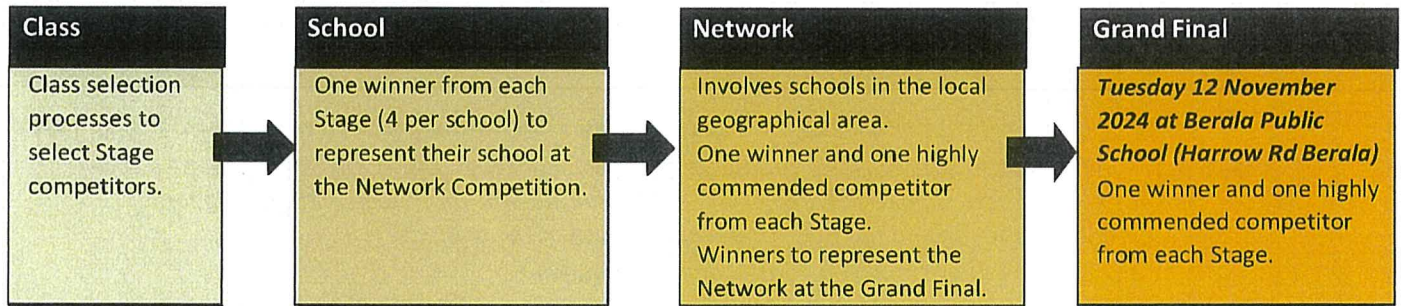 Class
Class selection
processes to
select Stage
competitors.
School
One winner from each
Stage (4 per school) to
represent their school at
the Network Competition.
Network
Involves schools in the local
geographical area.
One winner and one highly
commended competitor
from each Stage.
Winners to represent the
Network at the Grand Final.
Grand Final
Tuesday 12 November
2024 at Berala Public
School (Harrow Rd Berala)
One winner and one highly
commended competitor
from each Stage.